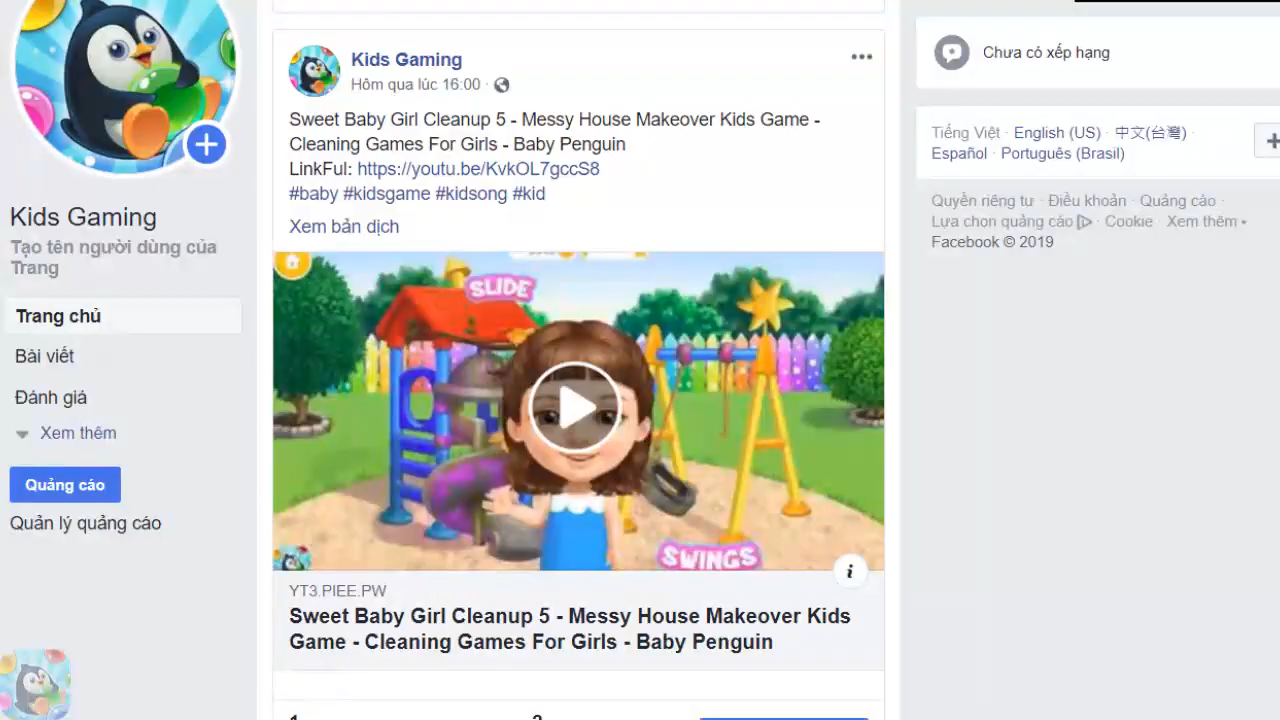 Kids Gaming
Tạo tên người dùng của
Trang
Trang chủ
Bài viết
Đánh giá
Xem thêm
Quảng cáo
Quản lý quảng cáo
Kids Gaming
Hôm qua lúc 16:00 ·
Sweet Baby Girl Cleanup 5 - Messy House Makeover Kids Game -
Cleaning Games For Girls - Baby Penguin
LinkFul: https://youtu.be/KvkOL7gccS8
#baby #kidsgame #kidsong #kid
Xem bản dịch
SLIDE
SWINGS
i
YT3.PIEE.PW
Sweet Baby Girl Cleanup 5 - Messy House Makeover Kids
Game - Cleaning Games For Girls - Baby Penguin
Chưa có xếp hạng
Tiếng Việt · English (US) · 中文(台灣) ·
Español · Português (Brasil)
Quyền riêng tư · Điều khoản · Quảng cáo ·
Lựa chọn quảng cáo · Cookie · Xem thêm
Facebook © 2019